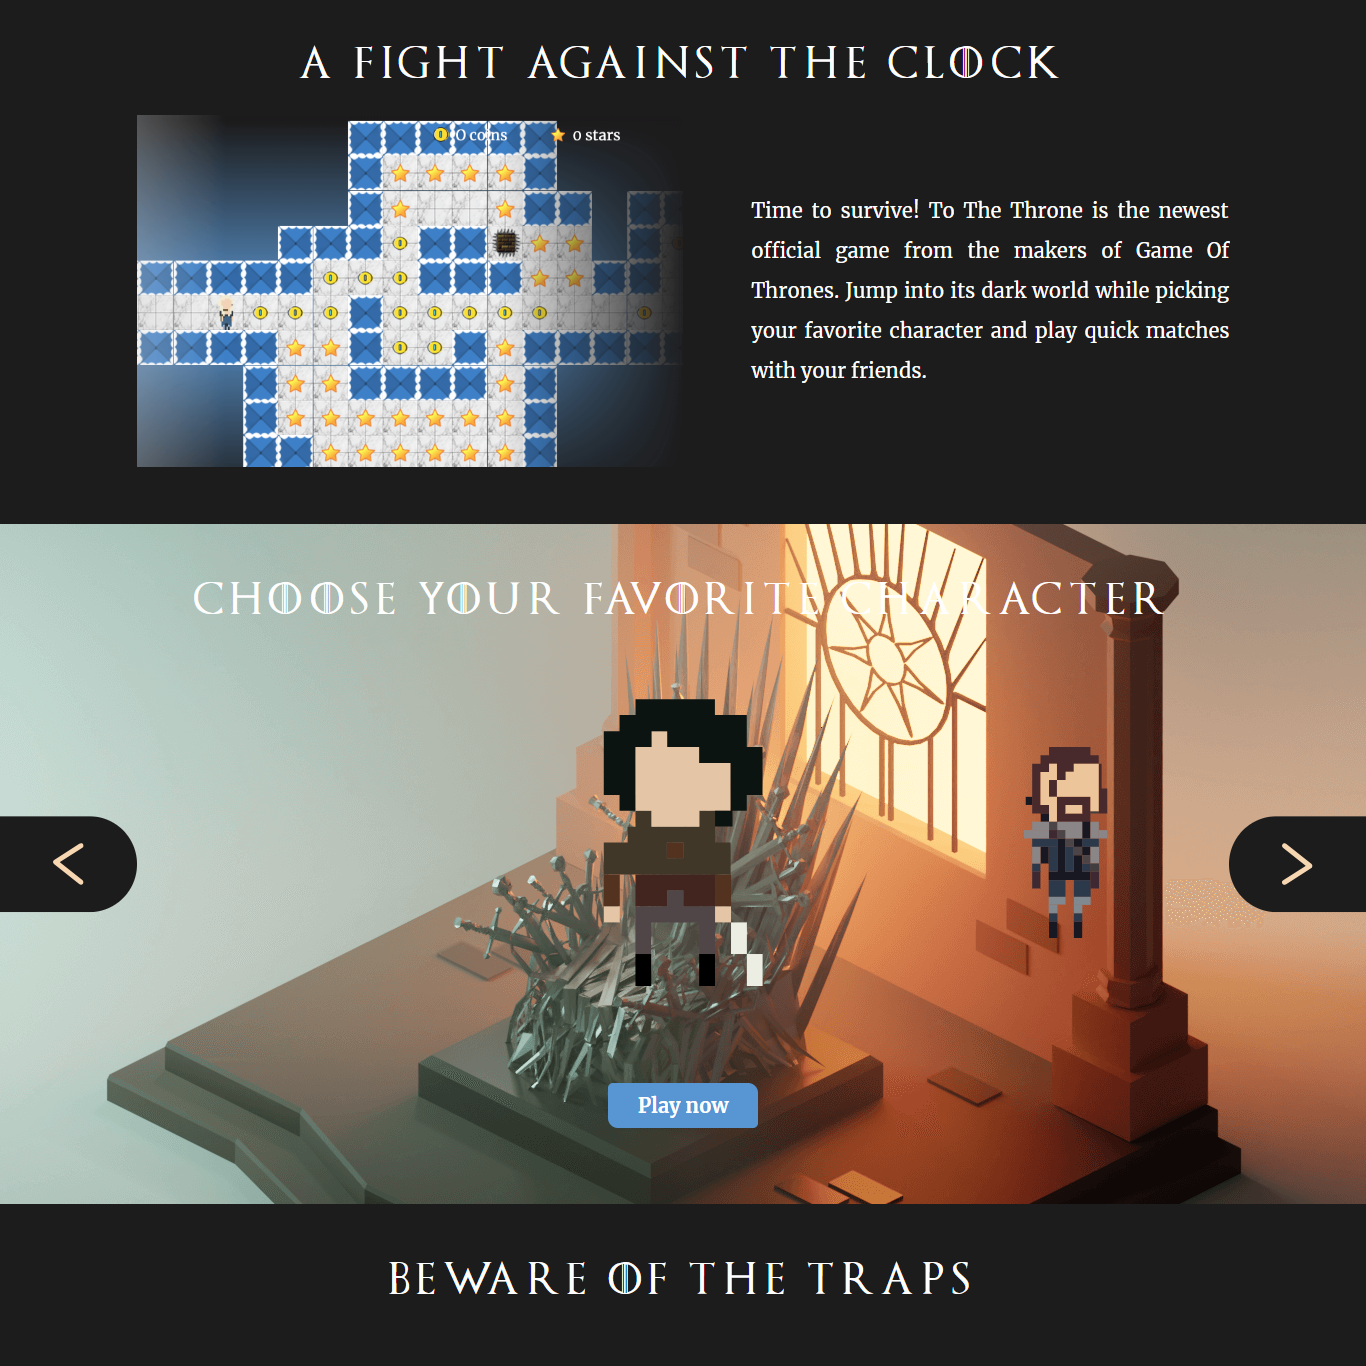 A FIGHT AGAINST THE CLOCK
0 coins 0 stars
Time to survive! To The Throne is the newest
official game from the makers of Game Of
Thrones. Jump into its dark world while picking
your favorite character and play quick matches
with your friends.
CHOOSE YOUR FAVORITE CHARACTER
Play now
BEWARE OF THE TRAPS